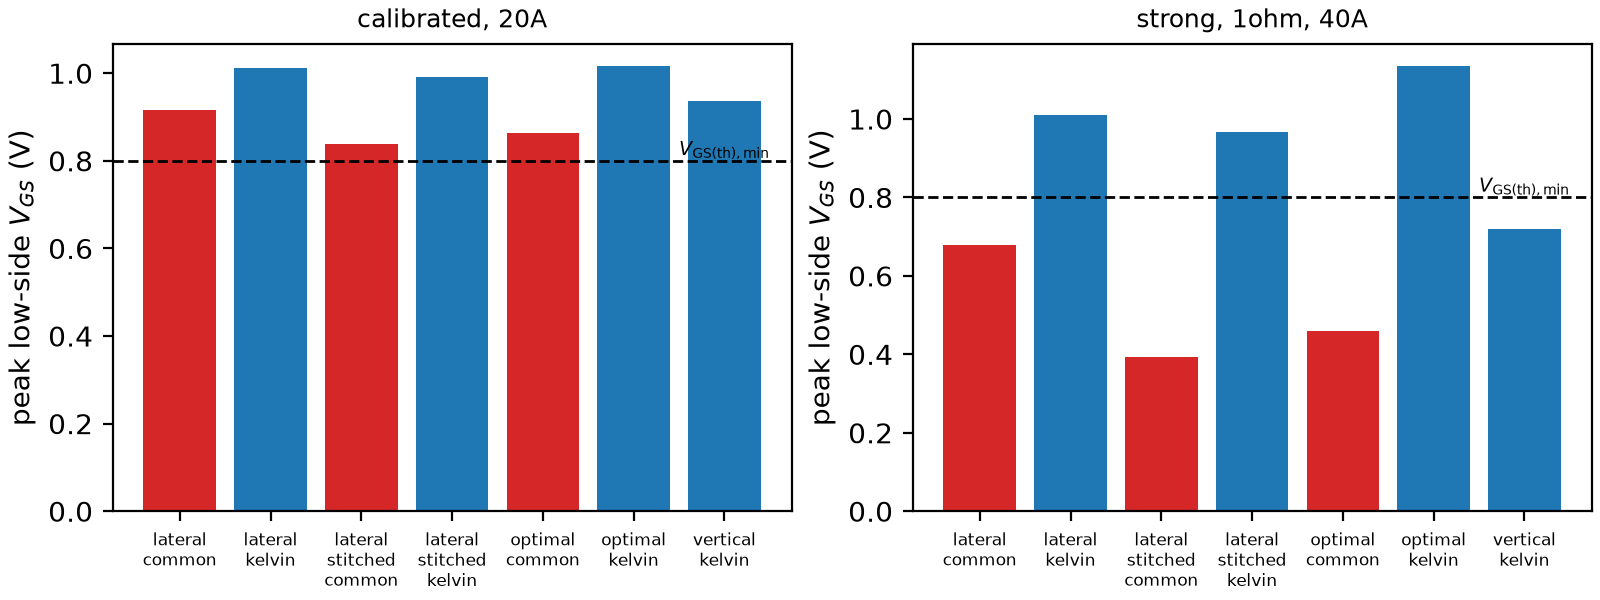 calibrated, 20A
peak low-side V_GS (V)
1.0
0.8
0.6
0.4
0.2
0.0
V_GS(th), min
lateral
common
lateral
kelvin
lateral
stitched
common
lateral
stitched
kelvin
optimal
common
optimal
kelvin
vertical
kelvin
strong, 1ohm, 40A
peak low-side V_GS (V)
1.0
0.8
0.6
0.4
0.2
0.0
V_GS(th), min
lateral
common
lateral
kelvin
lateral
stitched
common
lateral
stitched
kelvin
optimal
common
optimal
kelvin
vertical
kelvin